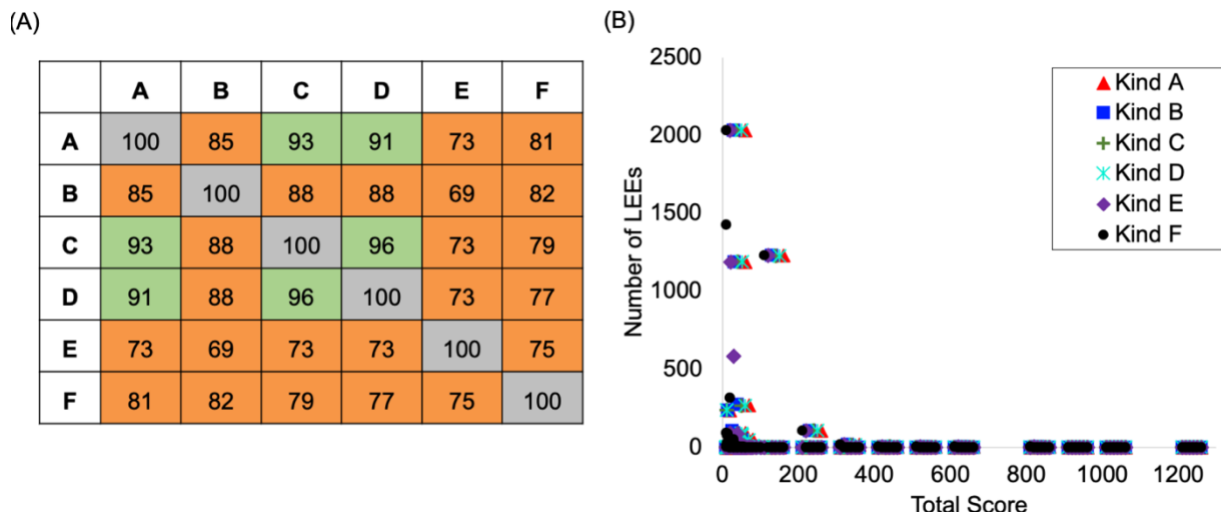 (A)
A B C D E F
A 100 85 93 91 73 81
B 85 100 88 88 69 82
C 93 88 100 96 73 79
D 91 88 96 100 73 77
E 73 69 73 73 100 75
F 81 82 79 77 75 100
(B)
Number of LEEs
2500
2000
1500
1000
500
0
0 200 400 600 800 1000 1200
Total Score
Kind A
Kind B
Kind C
Kind D
Kind E
Kind F